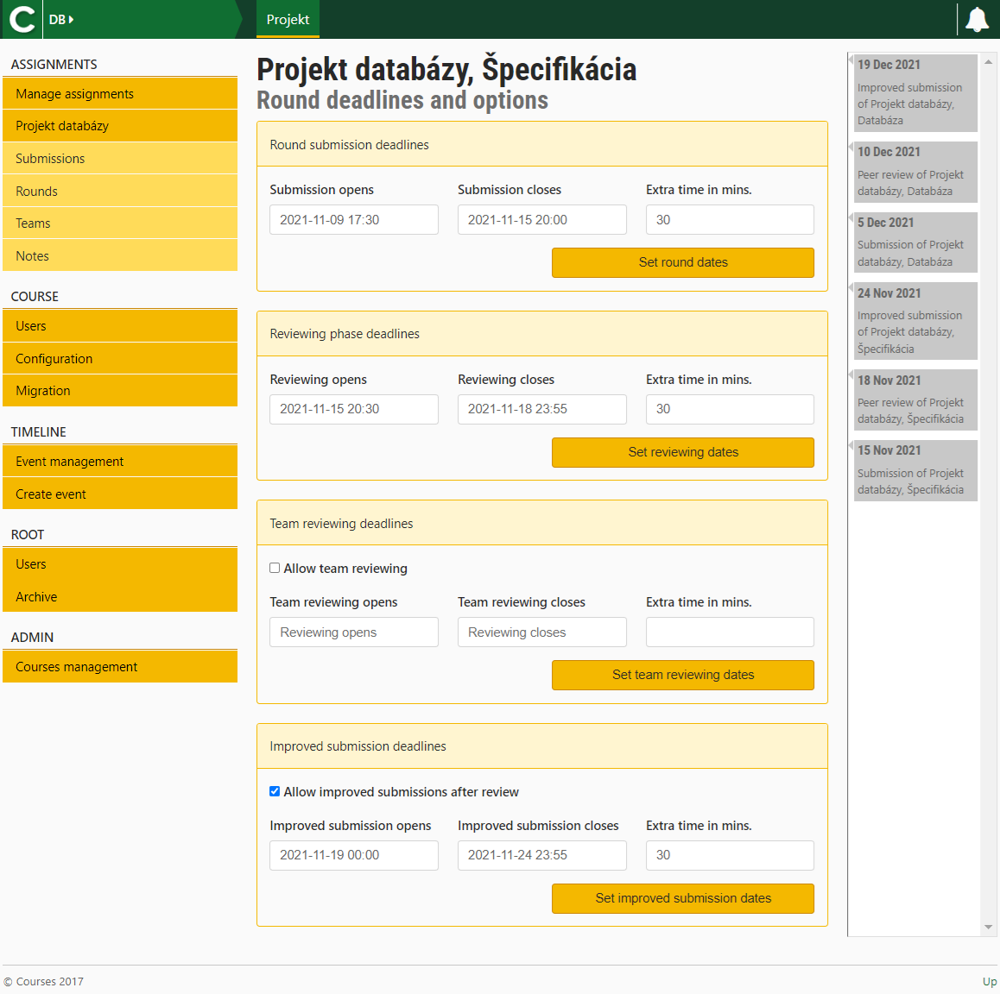 C DB Projekt
ASSIGNMENTS
Manage assignments
Projekt databázy
Submissions
Rounds
Teams
Notes
COURSE
Users
Configuration
Migration
TIMELINE
Event management
Create event
ROOT
Users
Archive
ADMIN
Courses management
Projekt databázy, Špecifikácia
Round deadlines and options
Round submission deadlines
Submission opens Submission closes Extra time in mins.
2021-11-09 17:30 2021-11-15 20:00 30
Set round dates
Reviewing phase deadlines
Reviewing opens Reviewing closes Extra time in mins.
2021-11-15 20:30 2021-11-18 23:55 30
Set reviewing dates
Team reviewing deadlines
Allow team reviewing
Team reviewing opens Team reviewing closes Extra time in mins.
Reviewing opens Reviewing closes
Set team reviewing dates
Improved submission deadlines
Allow improved submissions after review
Improved submission opens Improved submission closes Extra time in mins.
2021-11-19 00:00 2021-11-24 23:55 30
Set improved submission dates
19 Dec 2021
Improved submission
of Projekt databázy,
Databáza
10 Dec 2021
Peer review of Projekt
databázy, Databáza
5 Dec 2021
Submission of Projekt
databázy, Databáza
24 Nov 2021
Improved submission
of Projekt databázy,
Špecifikácia
18 Nov 2021
Peer review of Projekt
databázy, Špecifikácia
15 Nov 2021
Submission of Projekt
databázy, Špecifikácia
© Courses 2017 Up